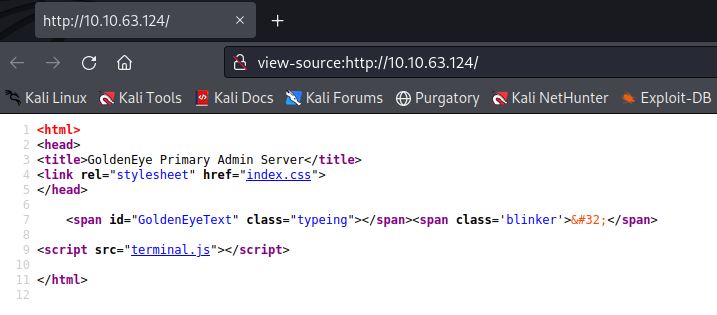 http://10.10.63.124/
view-source:http://10.10.63.124/
Kali Linux Kali Tools Kali Docs Kali Forums Purgatory Kali NetHunter Exploit-DB
1 <html>
2 <head>
3 <title>GoldenEye Primary Admin Server</title>
4 <link rel="stylesheet" href="index.css">
5 </head>
6
7 <span id="GoldenEyeText" class="typeing"></span><span class='blinker'>&#32;</span>
8
9 <script src="terminal.js"></script>
10
11 </html>
12